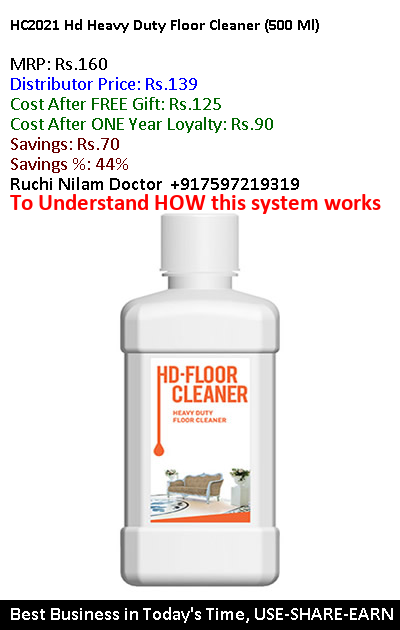 HC2021 Hd Heavy Duty Floor Cleaner (500 Ml)
MRP: Rs.160
Distributor Price: Rs.139
Cost After FREE Gift: Rs.125
Cost After ONE Year Loyalty: Rs.90
Savings: Rs.70
Savings %: 44%
Ruchi Nilam Doctor +917597219319
To Understand HOW this system works
HD-FLOOR
CLEANER
HEAVY DUTY
FLOOR CLEANER
Best Business in Today's Time, USE-SHARE-EARN